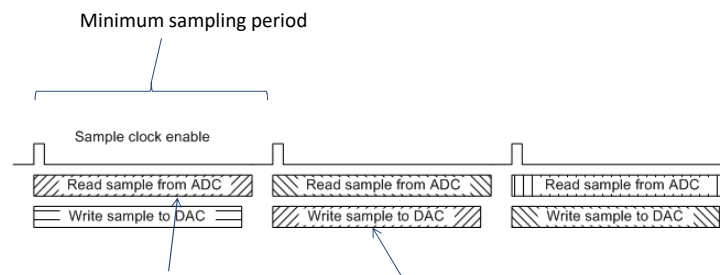 Minimum sampling period
Sample clock enable
Read sample from ADC Read sample from ADC Read sample from ADC
Write sample to DAC Write sample to DAC Write sample to DAC